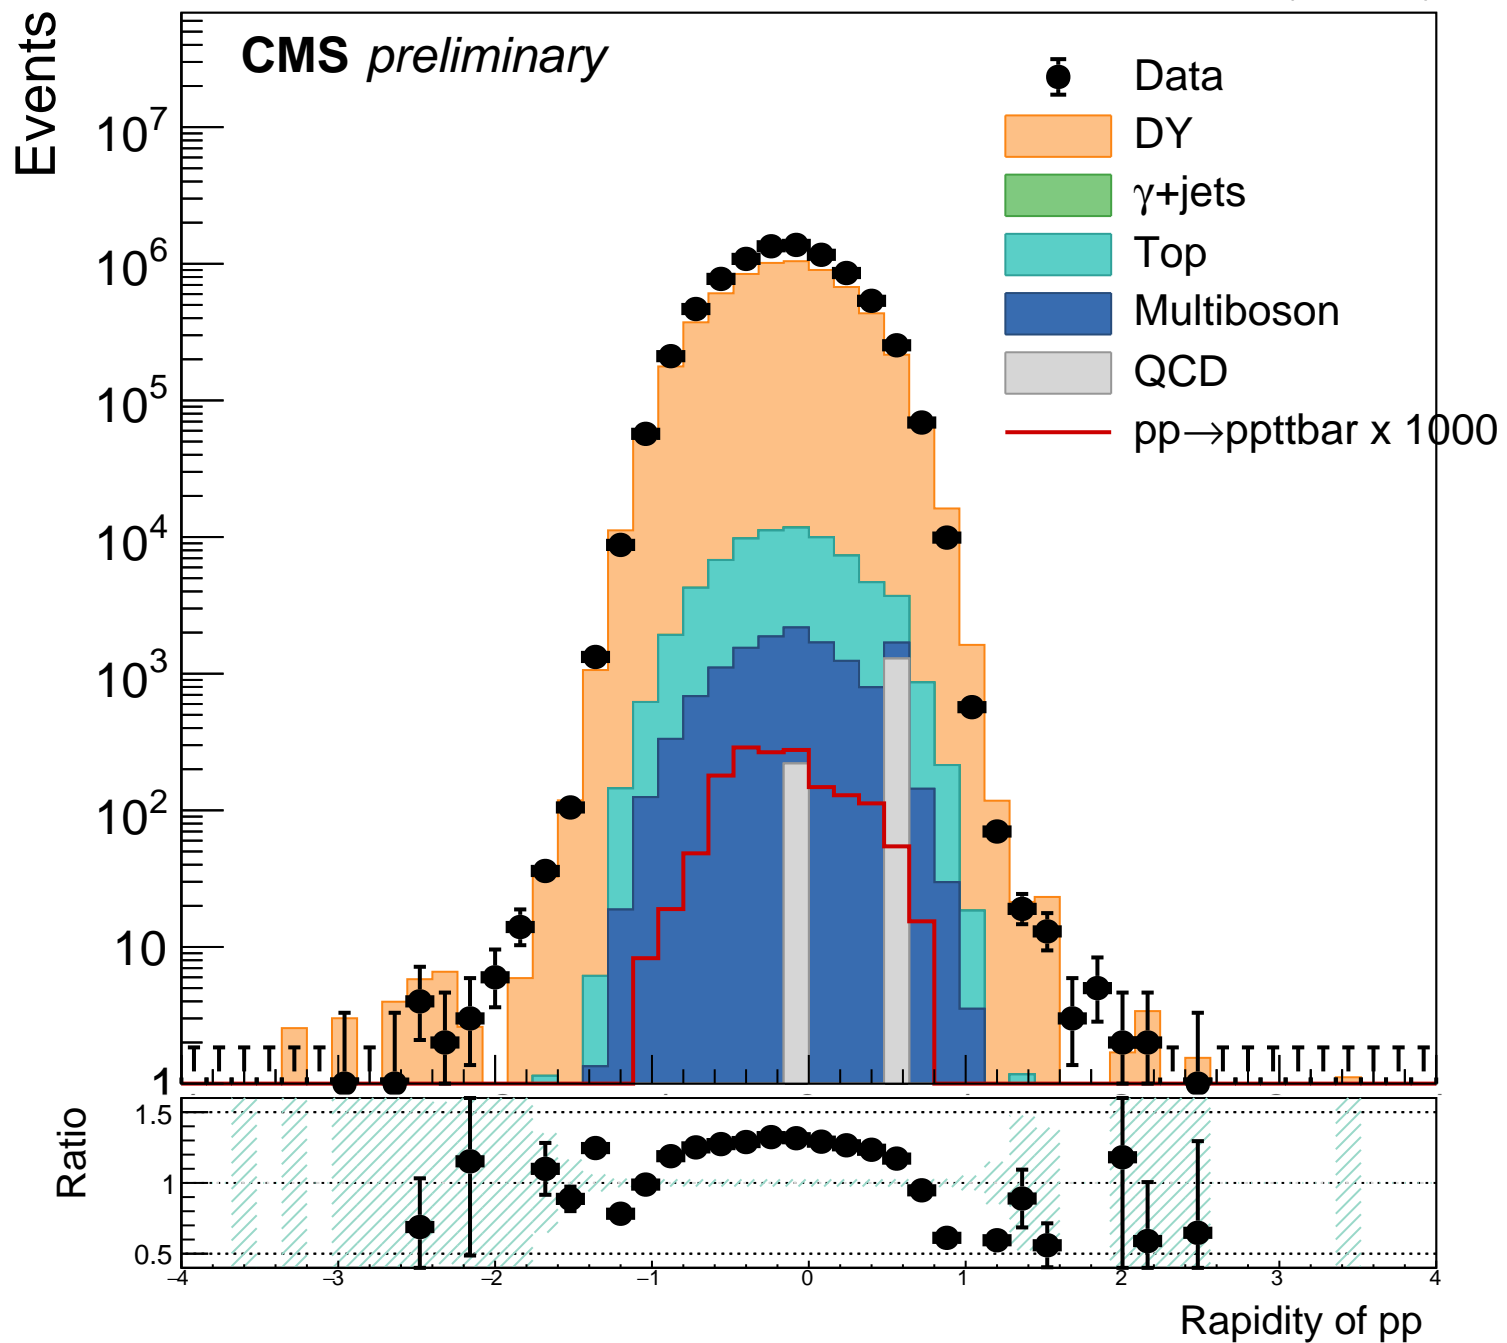 CMS preliminary
Events
Data
DY
γ+jets
Top
Multiboson
QCD
pp→ppttbar x 1000
10^7
10^6
10^5
10^4
10^3
10^2
10
1
Ratio
1.5
1
0.5
−4 −3 −2 −1 0 1 2 3 4
Rapidity of pp